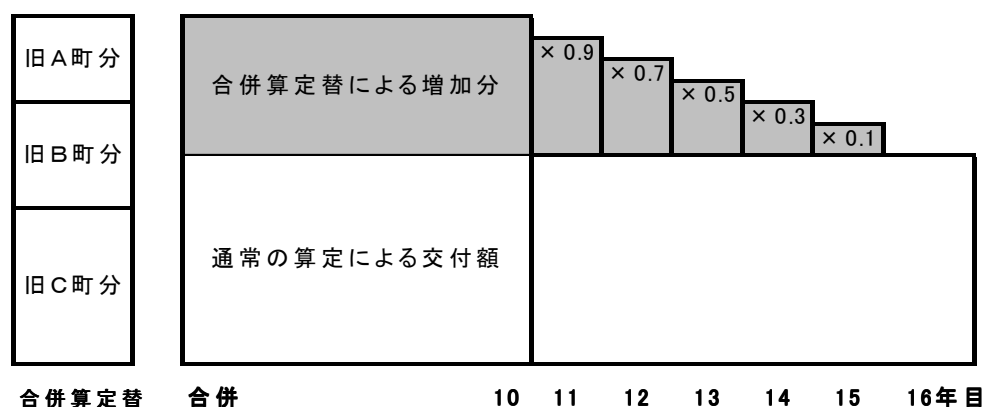 旧A町分
旧B町分
旧C町分
合併算定替
合併算定替による増加分
通常の算定による交付額
× 0.9
× 0.7
× 0.5
× 0.3
× 0.1
合併 10 11 12 13 14 15 16年目